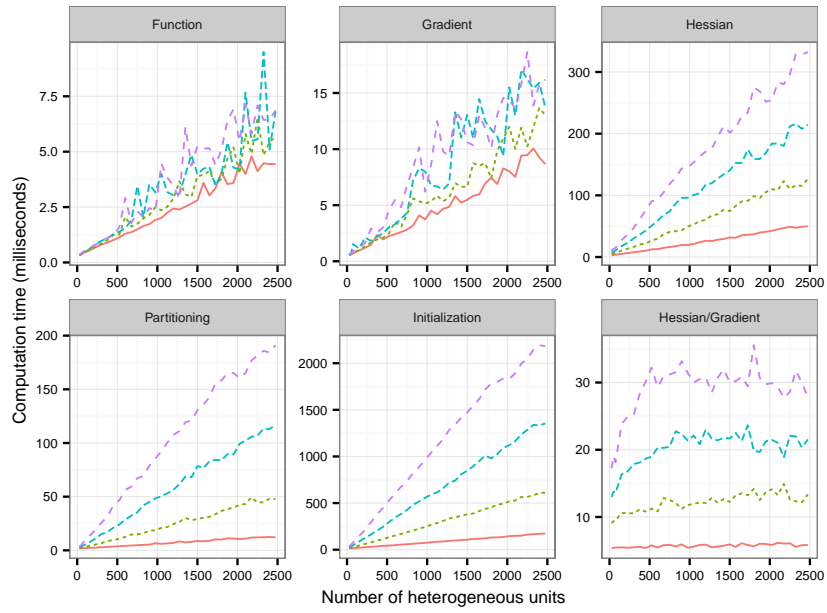 Function
Gradient
Hessian
7.5
5.0
2.5
0.0
15
10
5
0
300
200
100
0
0 500 1000 1500 2000 2500
0 500 1000 1500 2000 2500
0 500 1000 1500 2000 2500
Computation time (milliseconds)
Partitioning
Initialization
Hessian/Gradient
200
150
100
50
0
2000
1500
1000
500
0
30
20
10
0 500 1000 1500 2000 2500
0 500 1000 1500 2000 2500
0 500 1000 1500 2000 2500
Number of heterogeneous units